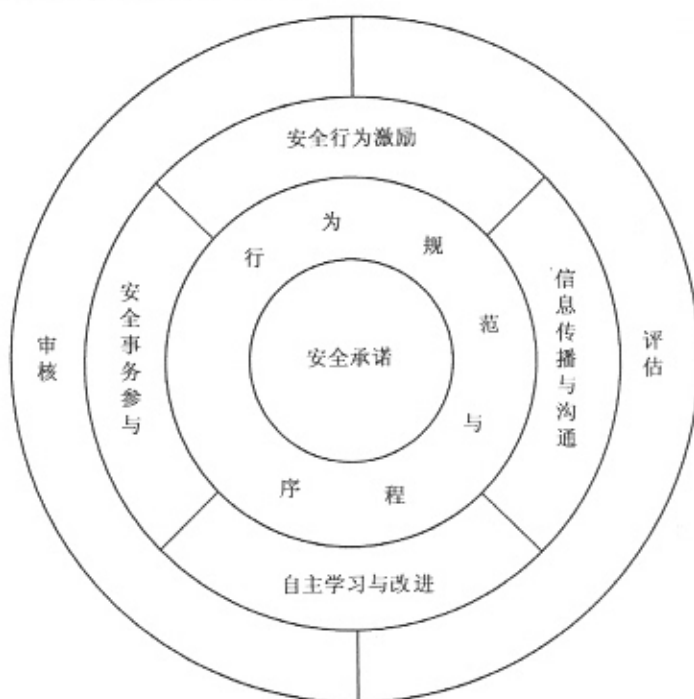 安全行为激励
行为规范与程序
安全承诺
安全事务参与
信息传播与沟通
审核
评估
自主学习与改进